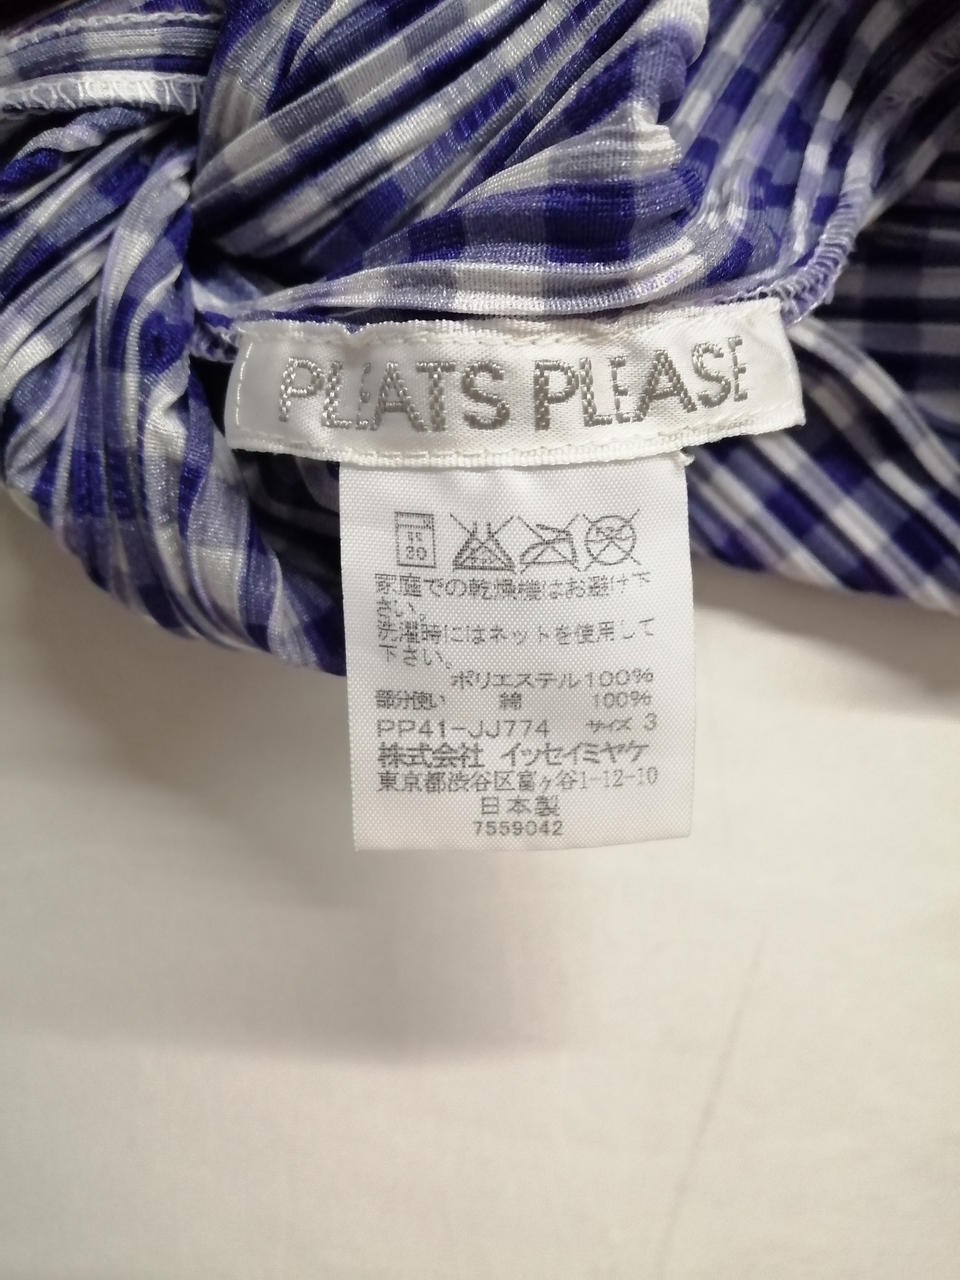 PLEATS PLEASE
家庭での乾燥機はお避け下
さい。
洗濯時にはネットを使用して
下さい。
ポリエステル100%
部分使い 綿 100%
PP41-JJ774 サイズ 3
株式会社 イッセイミヤケ
東京都渋谷区富ヶ谷1-12-10
日本製
7559042